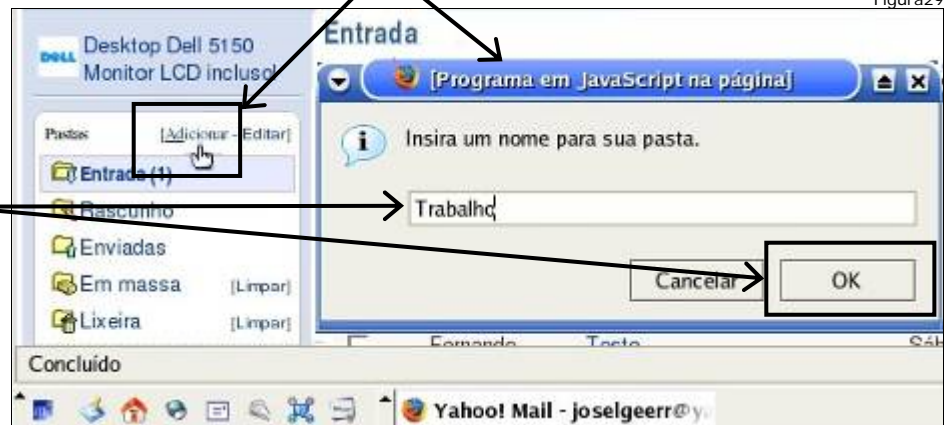 Figura29
Entrada
DELL
Desktop Dell 5150
Monitor LCD incluso!
[Programa em JavaScript na página]
Pastas [Adicionar - Editar]
Insira um nome para sua pasta.
Entrada (1)
Rascunho
Trabalho
Enviadas
Em massa [Limpar]
Cancelar OK
Lixeira [Limpar]
Fernando Teste
Concluído
Yahoo! Mail - joselgeerr@y